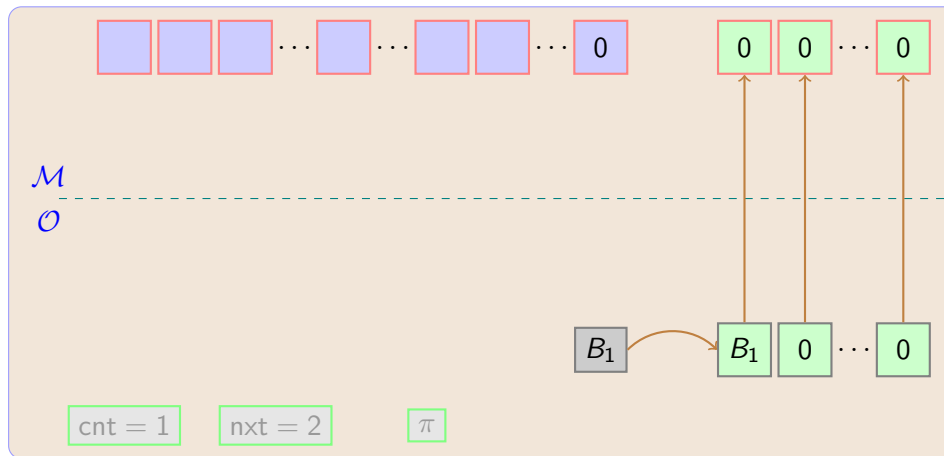 ··· ··· ··· 0 0 0 ··· 0
ℳ
𝒪
B₁ B₁ 0 ··· 0
cnt = 1 nxt = 2 π